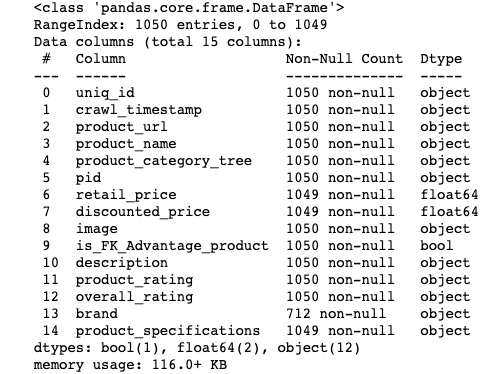 <class 'pandas.core.frame.DataFrame'>
RangeIndex: 1050 entries, 0 to 1049
Data columns (total 15 columns):
 #   Column                   Non-Null Count  Dtype
---  ------                   --------------  -----
 0   uniq_id                  1050 non-null   object
 1   crawl_timestamp          1050 non-null   object
 2   product_url              1050 non-null   object
 3   product_name             1050 non-null   object
 4   product_category_tree    1050 non-null   object
 5   pid                      1050 non-null   object
 6   retail_price             1049 non-null   float64
 7   discounted_price         1049 non-null   float64
 8   image                    1050 non-null   object
 9   is_FK_Advantage_product  1050 non-null   bool
 10  description              1050 non-null   object
 11  product_rating           1050 non-null   object
 12  overall_rating           1050 non-null   object
 13  brand                    712 non-null    object
 14  product_specifications   1049 non-null   object
dtypes: bool(1), float64(2), object(12)
memory usage: 116.0+ KB